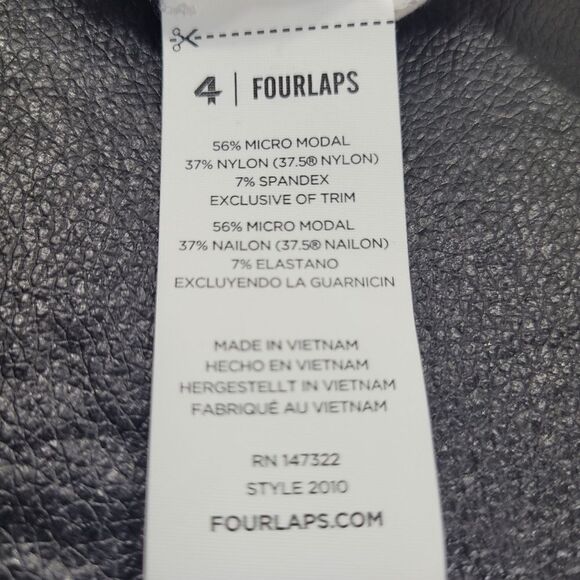 4 | FOURLAPS
56% MICRO MODAL
37% NYLON (37.5® NYLON)
7% SPANDEX
EXCLUSIVE OF TRIM
56% MICRO MODAL
37% NAILON (37.5® NAILON)
7% ELASTANO
EXCLUYENDO LA GUARNICIN
MADE IN VIETNAM
HECHO EN VIETNAM
HERGESTELLT IN VIETNAM
FABRIQUÉ AU VIETNAM
RN 147322
STYLE 2010
FOURLAPS.COM